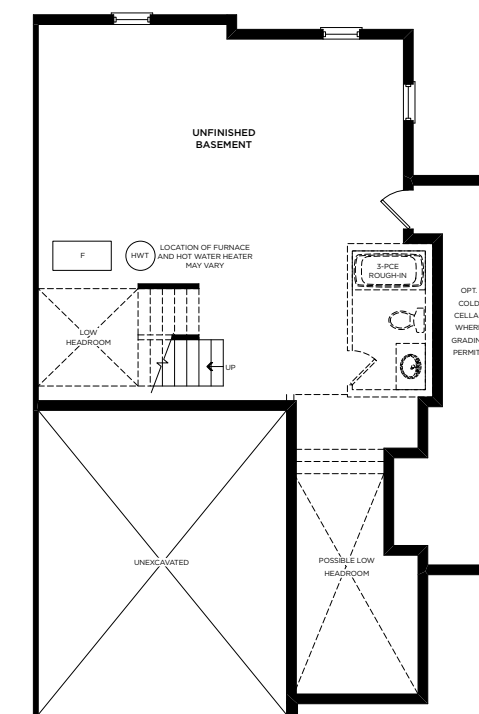 UNFINISHED
BASEMENT
F
HWT
LOCATION OF FURNACE
AND HOT WATER HEATER
MAY VARY
3-PCE
ROUGH-IN
OPT.
COLD
CELLA
WHER
GRADIN
PERMIT
LOW
HEADROOM
UP
UNEXCAVATED
POSSIBLE LOW
HEADROOM